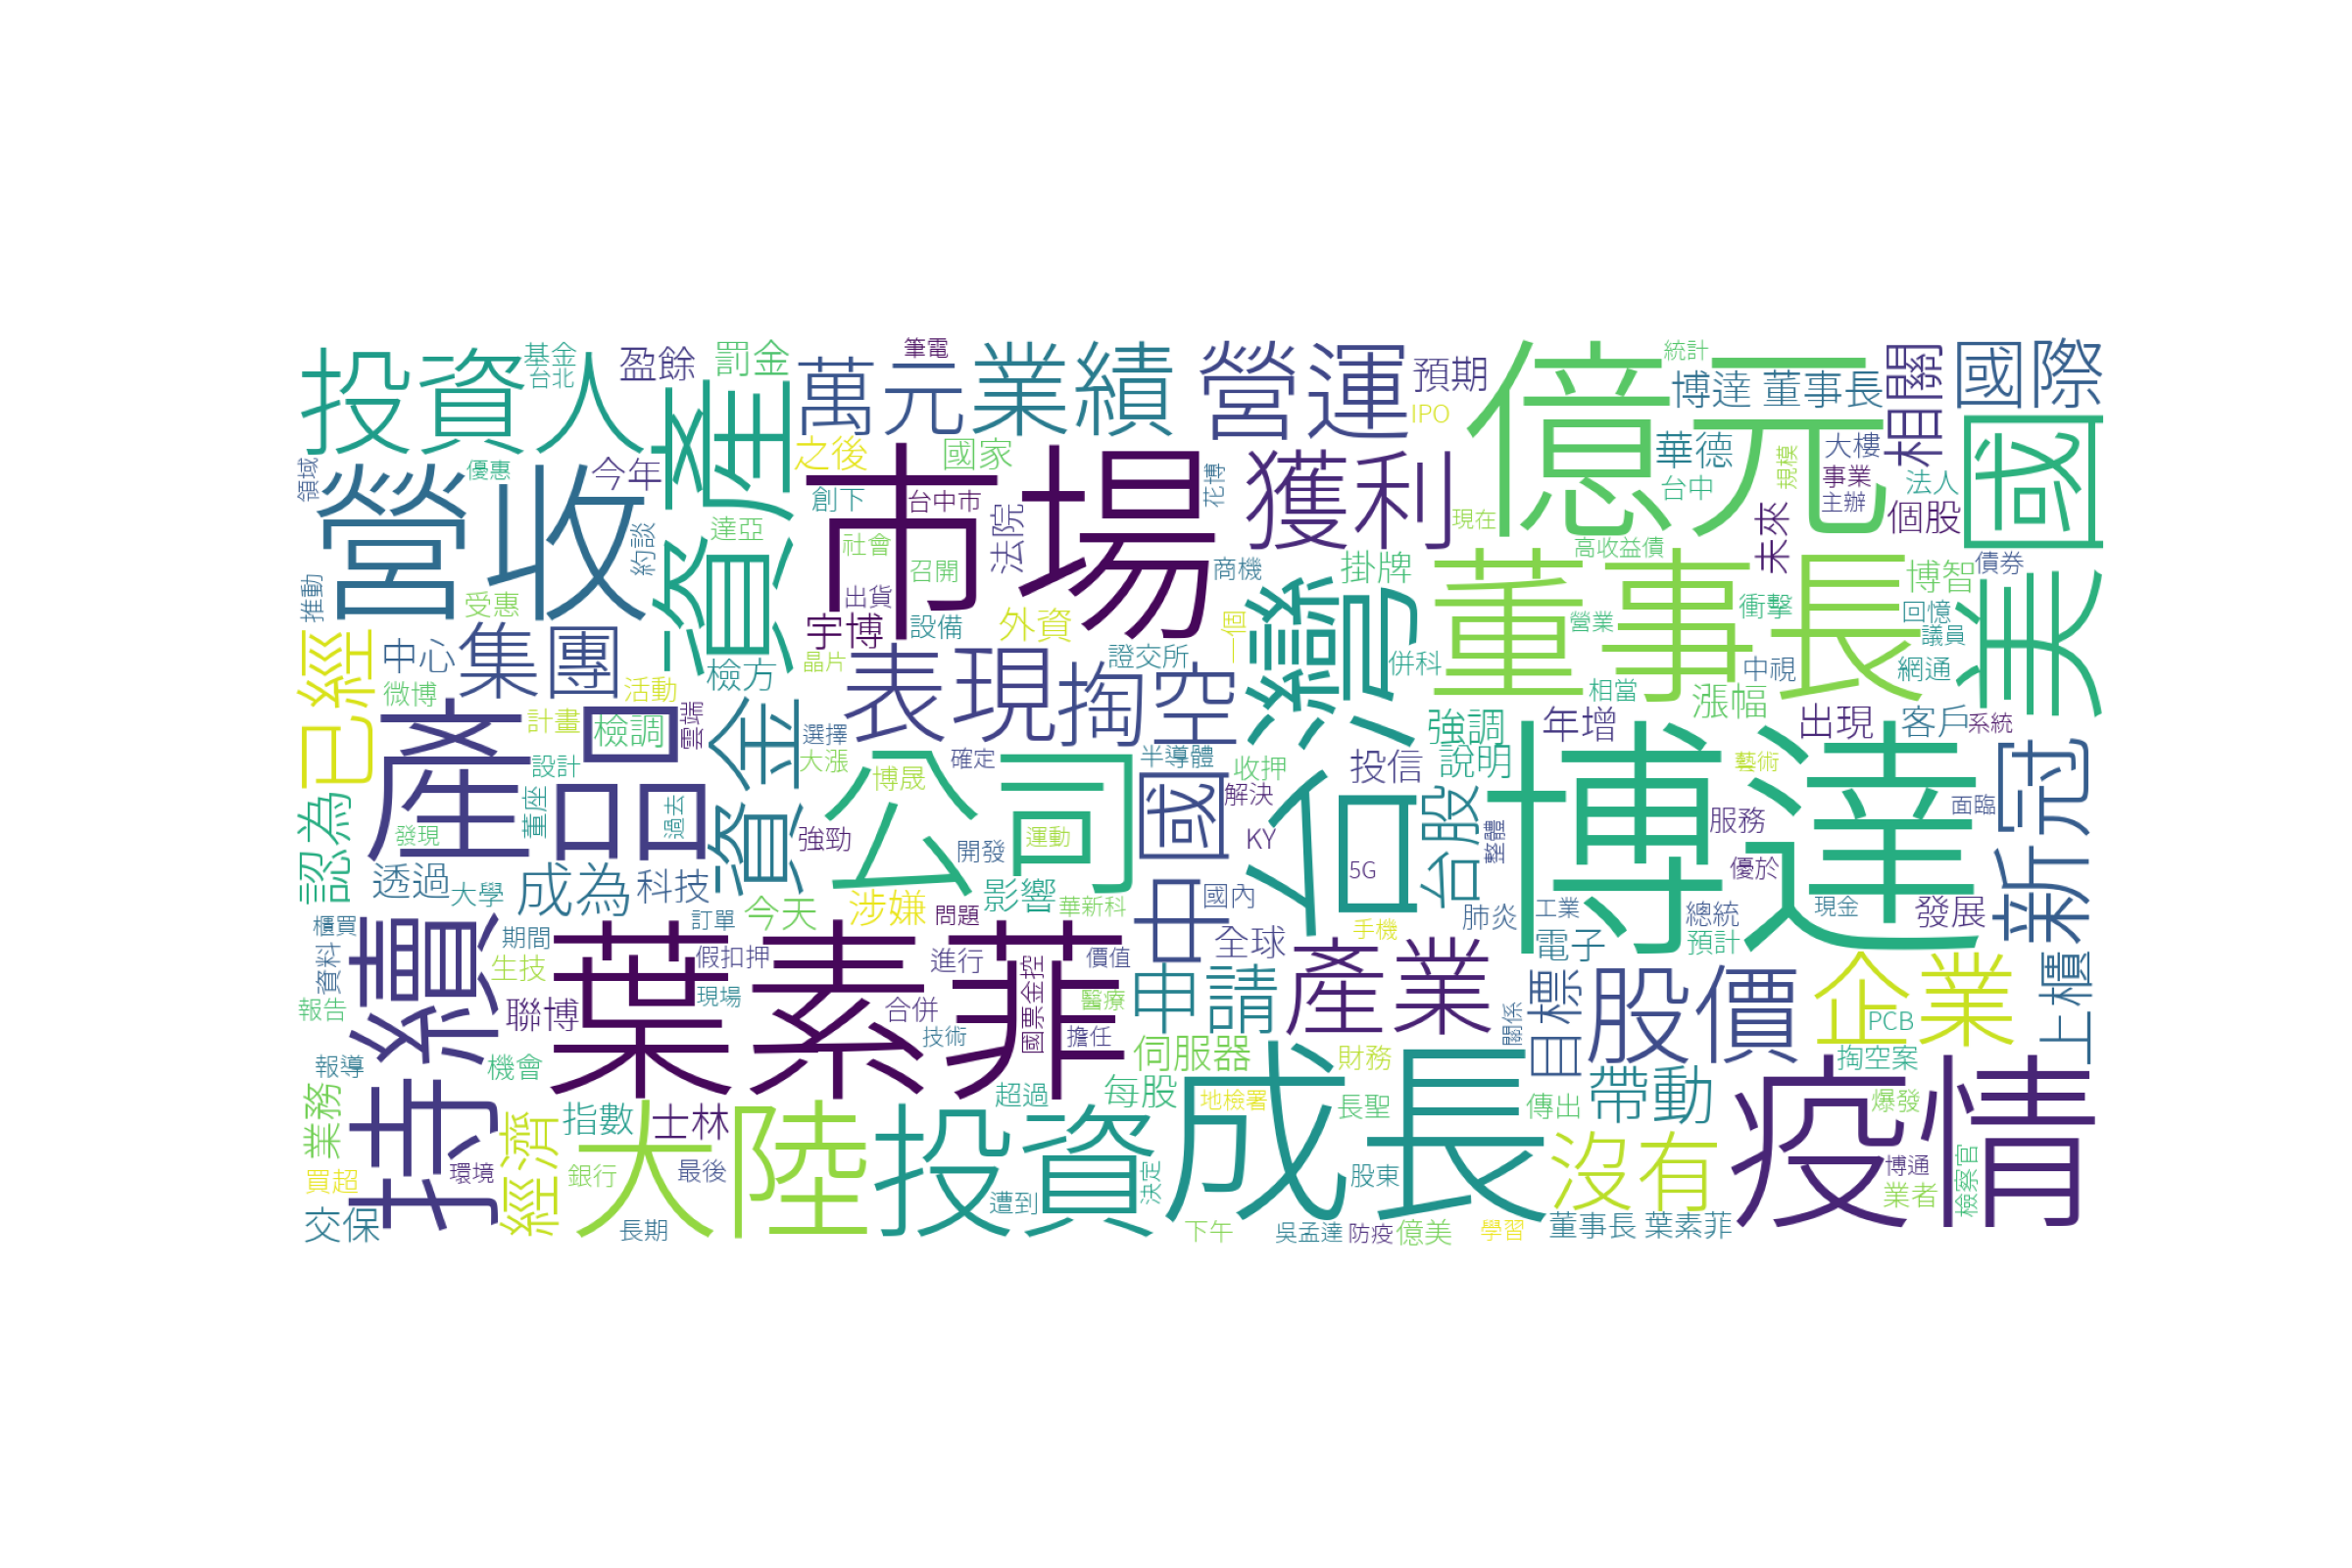 投資人
基金
台北
盈餘
罰金
筆電
萬元
業績
營運
預期
IPO
億元
統計
博達 董事長
相關
國際
領域
優惠
今年
營收
資產
之後
國家
市場
花博
獲利
現在
華德
台中
規模
大樓
事業
主辦
法人
個股
美國
推動
受惠
約談
達亞
創下
台中市
社會
召開
法院
出貨
宇博
設備
外資
商機
台灣
掛牌
高收益債
董事長
未來
衝擊
營業
博智
債券
回憶
議員
網通
中視
相當
漲幅
併科
一個
證交所
晶片
已經
中心
集團
微博
活動
檢方
表現
掏空
計畫
檢調
雲端
資金
選擇
大漲
產品
設計
董座
過去
發現
公司
博晟
確定
半導體
中國
收押
解決
KY
投信
強調
說明
年增
出現
客戶
系統
藝術
博達
新冠
面臨
認為
透過
大學
成為
科技
強勁
開發
運動
影響
國內
5G
台股
整體
服務
優於
持續
櫃買
資料
報告
期間
生技
訂單
今天
涉嫌
問題
華新科
假扣押
現場
進行
國票金控
價值
醫療
擔任
合併
技術
葉素菲
聯博
全球
手機
肺炎
工業
電子
總統
預計
現金
發展
申請
產業
目標
股價
企業
PCB
上櫃
掏空案
報導
機會
業務
買超
交保
環境
經濟
指數
士林
大陸
銀行
最後
長期
超過
每股
伺服器
財務
關係
帶動
投資
遭到
決定
成長
地檢署
長聖
股東
傳出
沒有
疫情
爆發
博通
業者
檢察官
下午
吳孟達
防疫
億美
學習
董事長 葉素菲